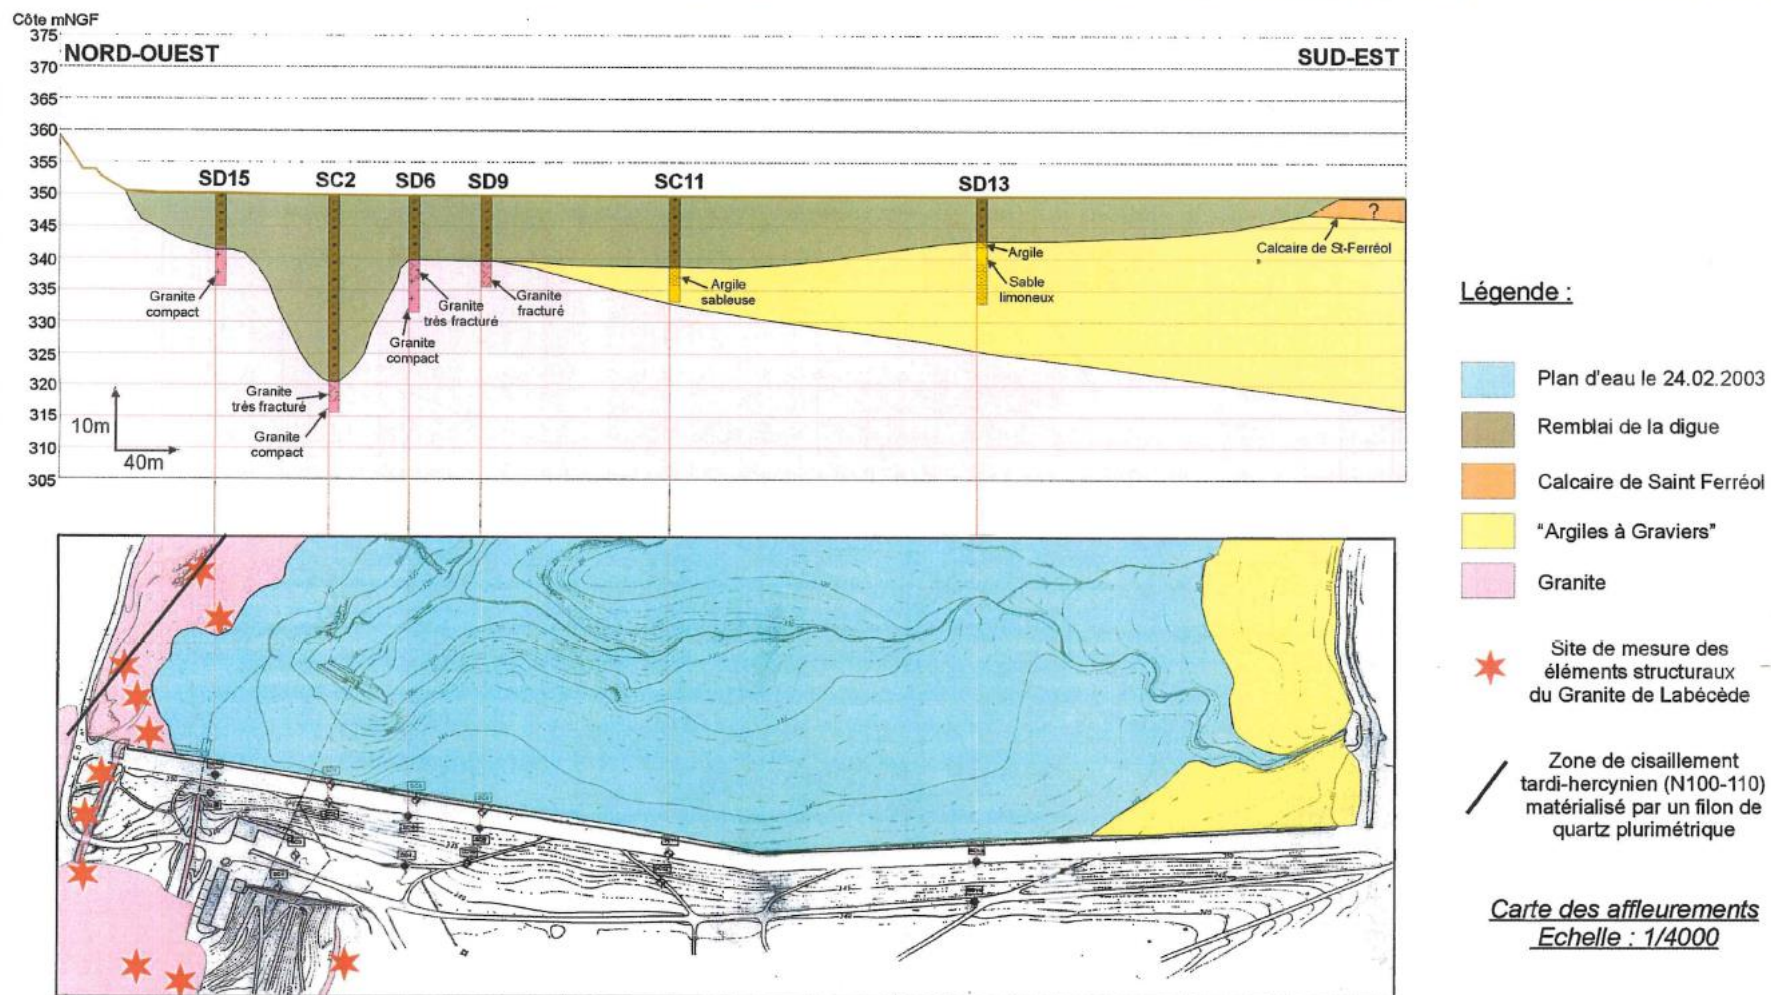 Côte mNGF
375
NORD-OUEST
SUD-EST
370
365
360
355
350
345
340
335
330
325
320
315
310
305
SD15
SC2
SD6
SD9
SC11
SD13
Granite
compact
Granite
très fracturé
Granite
compact
Granite
très fracturé
Granite
compact
Granite
fracturé
Argile
sableuse
Argile
Sable
limoneux
?
Calcaire de St-Ferréol
10m
40m
Légende :
Plan d'eau le 24.02.2003
Remblai de la digue
Calcaire de Saint Ferréol
"Argiles à Graviers"
Granite
Site de mesure des
éléments structuraux
du Granite de Labécède
Zone de cisaillement
tardi-hercynien (N100-110)
matérialisé par un filon de
quartz plurimétrique
Carte des affleurements
Echelle : 1/4000